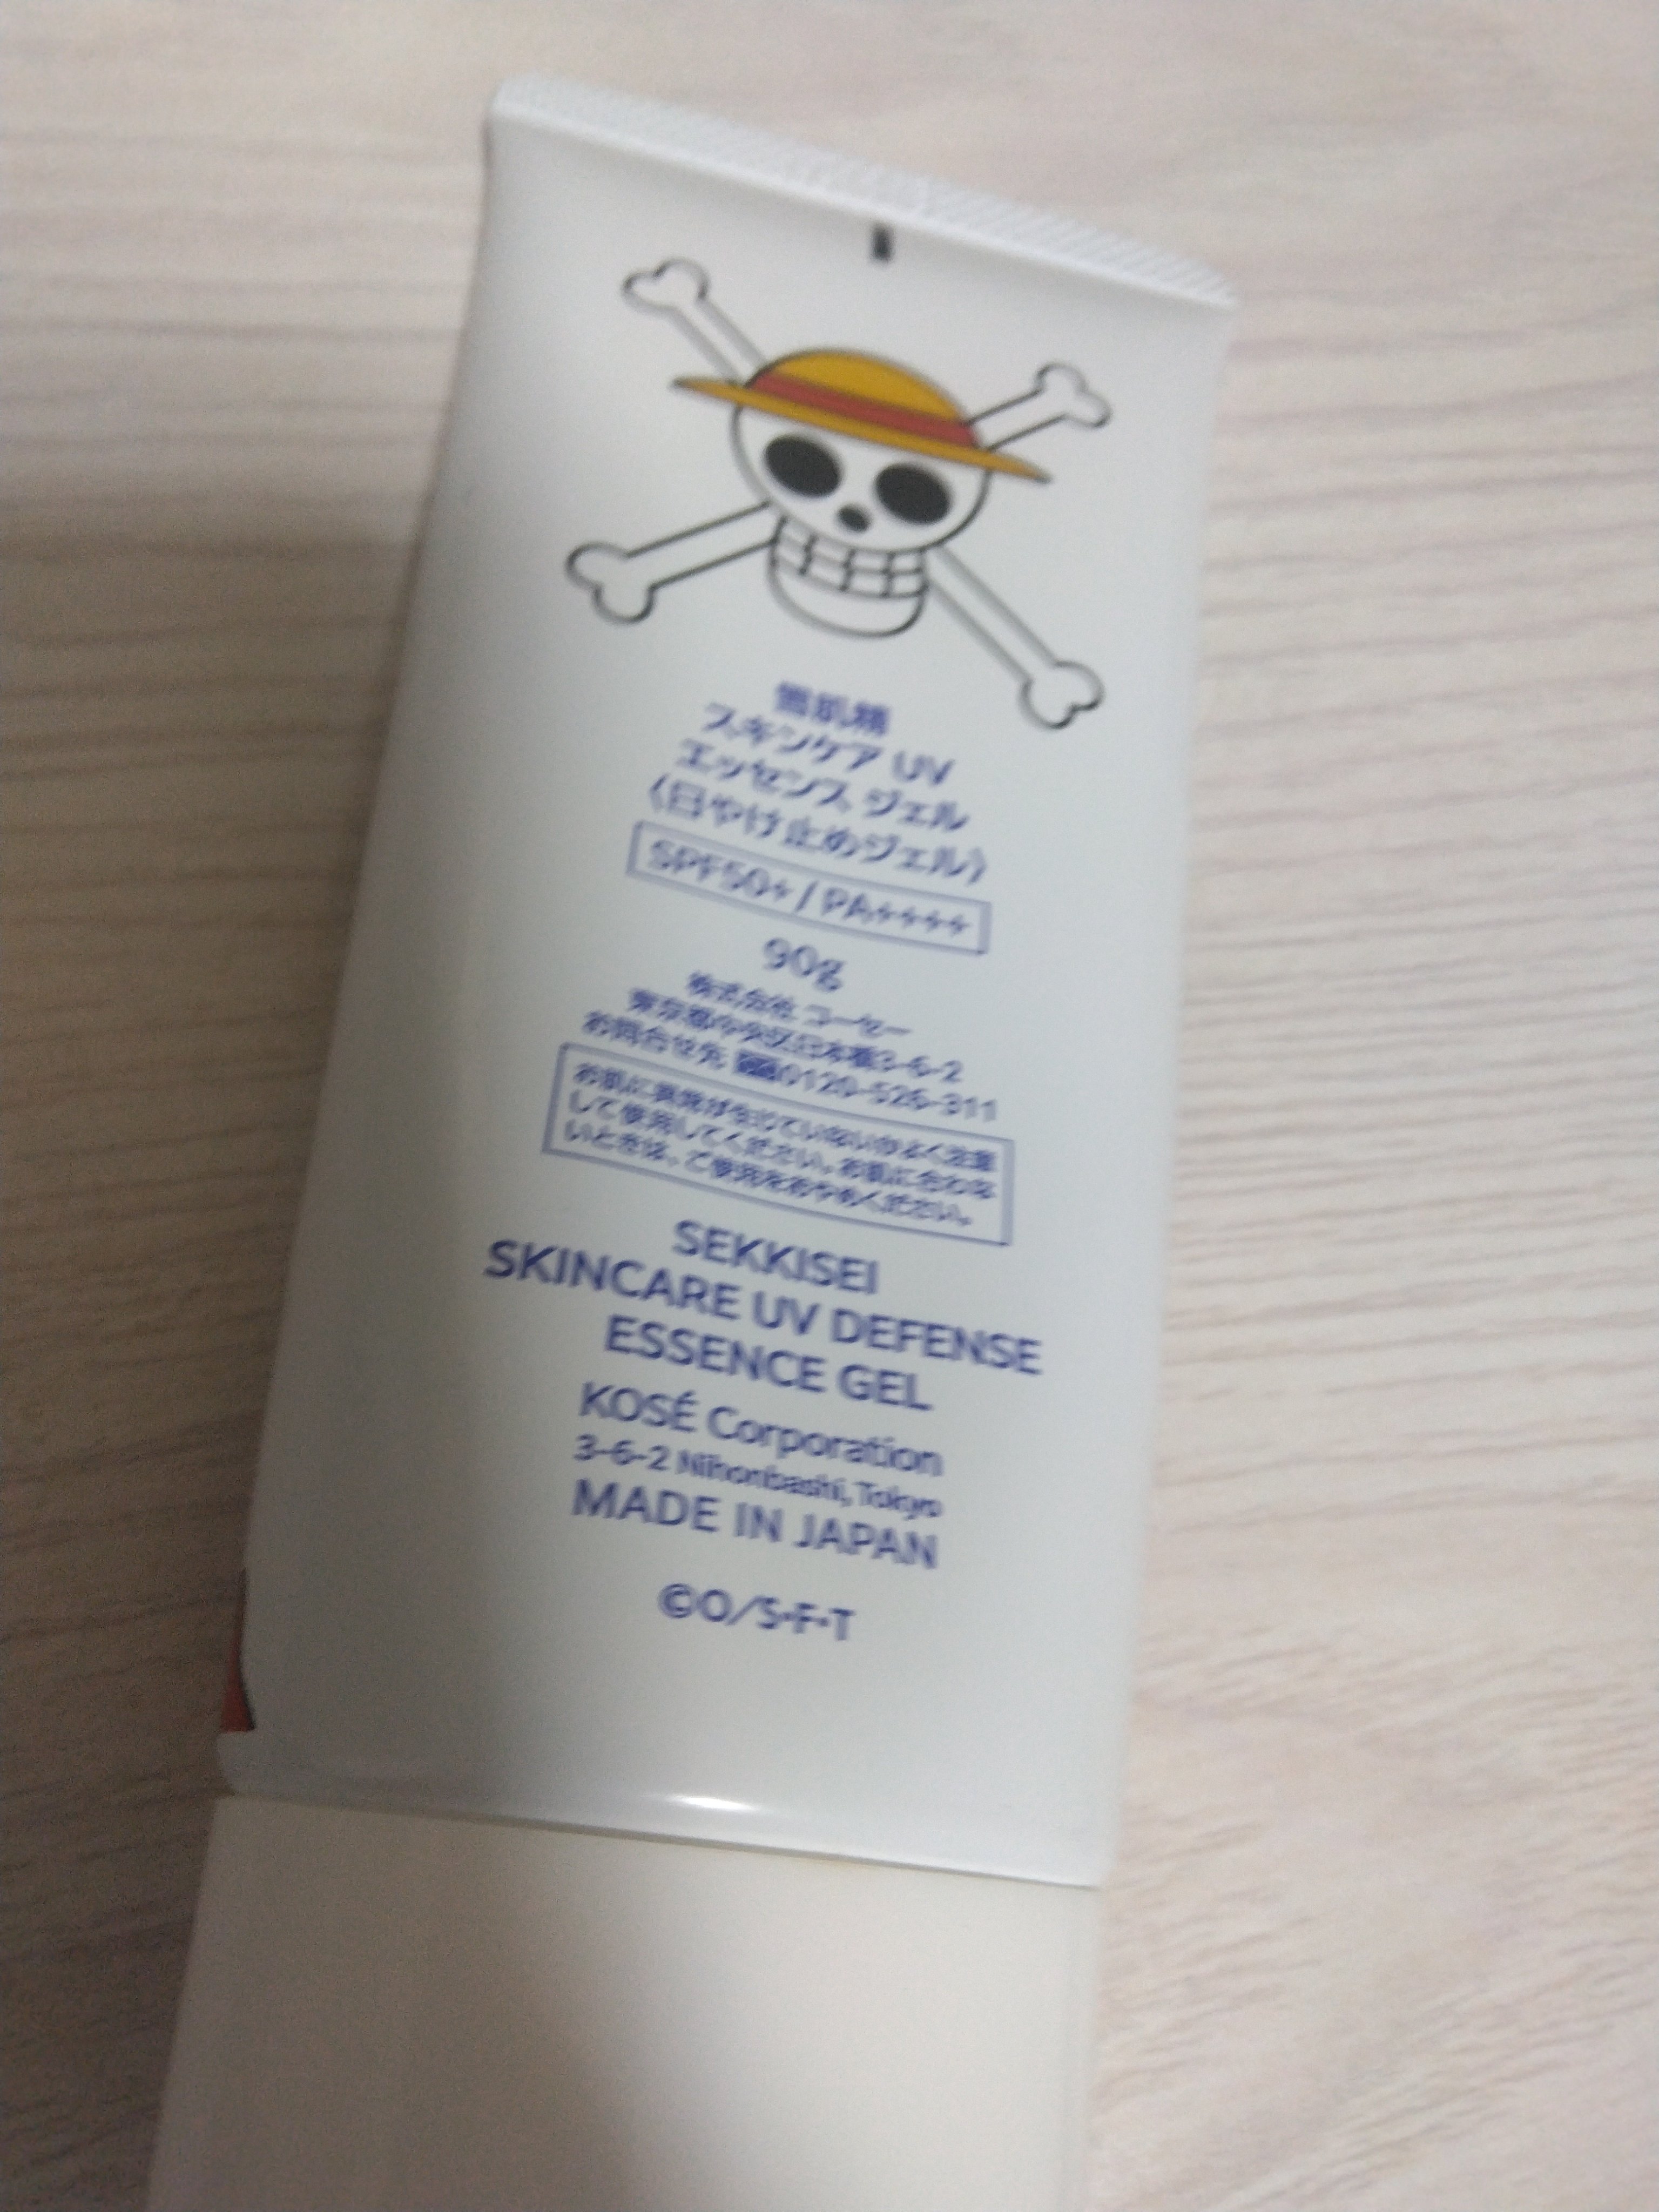 雪肌精
スキンケア UV
エッセンス ジェル
(日やけ止めジェル)
SPF50+ / PA++++
90g
株式会社 コーセー
東京都中央区日本橋3-6-2
お問合せ先 0120-526-311
お肌に異常が生じていないかよく注意
して使用してください。お肌に合わな
いときは、ご使用をおやめください。
SEKKISEI
SKINCARE UV DEFENSE
ESSENCE GEL
KOSÉ Corporation
3-6-2 Nihonbashi, Tokyo
MADE IN JAPAN
©O/S・F・T